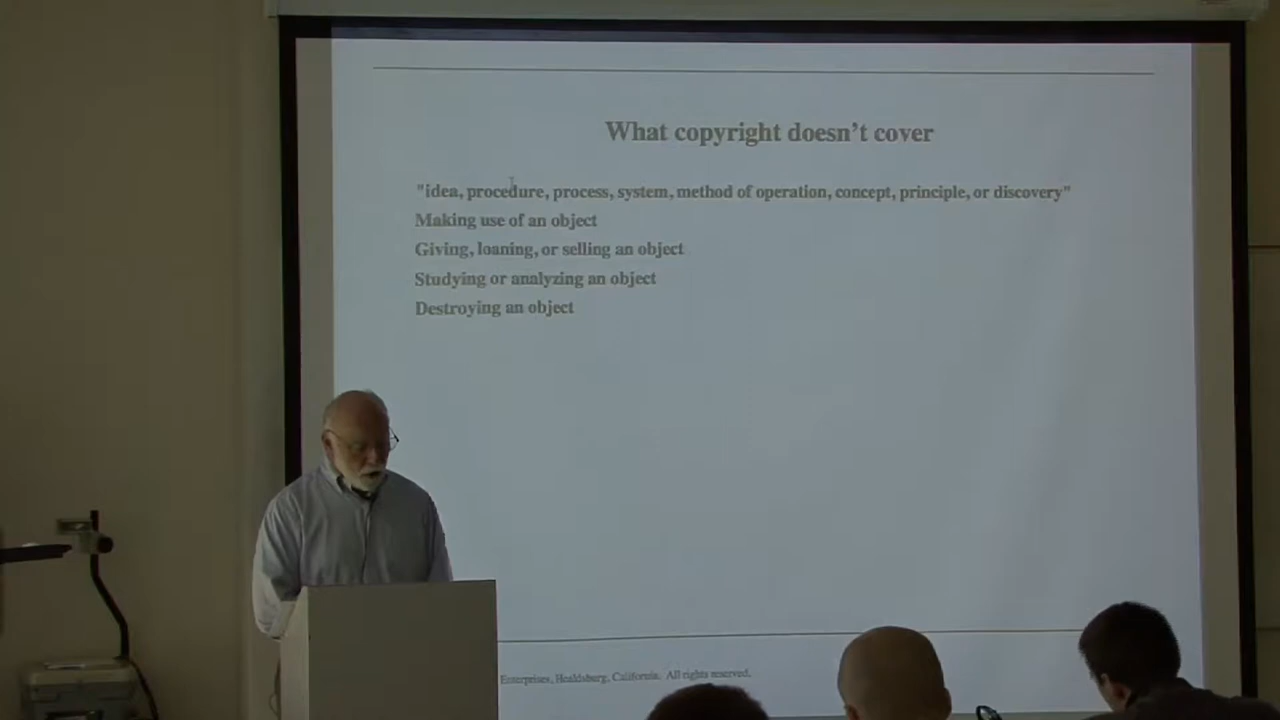 What copyright doesn't cover
"idea, procedure, process, system, method of operation, concept, principle, or discovery"
Making use of an object
Giving, loaning, or selling an object
Studying or analyzing an object
Destroying an object
Enterprises, Healdsburg, California. All rights reserved.